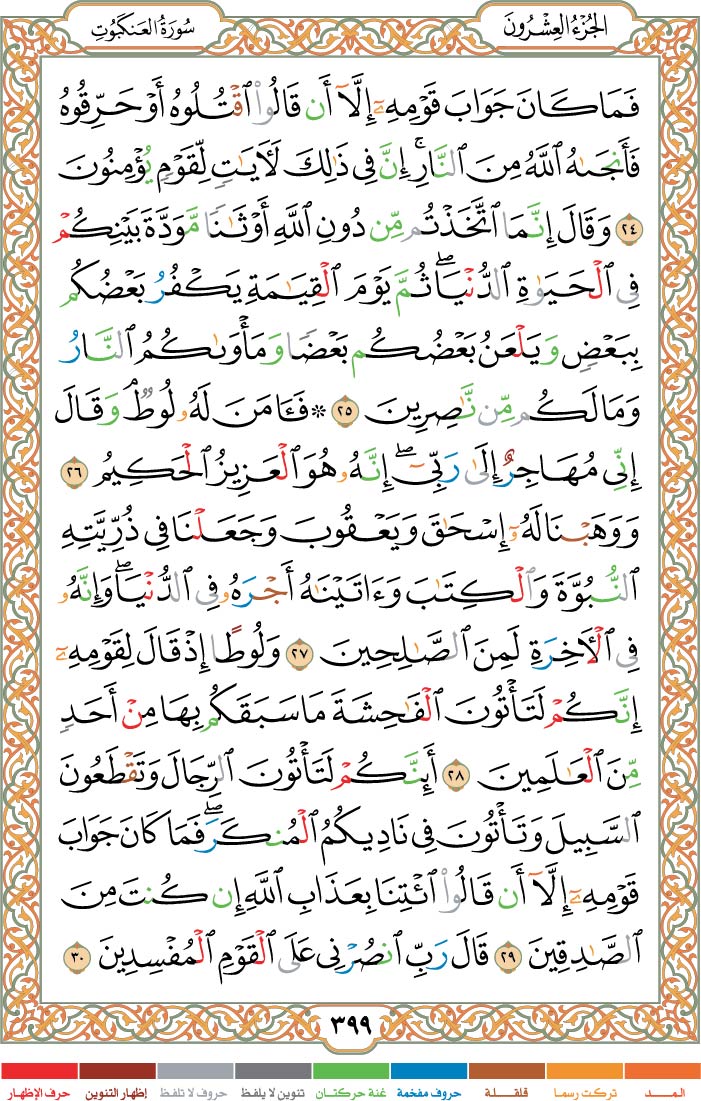 الجُزْءُ العِشْرُونَ
سُورَةُ العَنكَبُوتِ
فَمَا كَانَ جَوَابَ قَوْمِهِۦٓ إِلَّآ أَن قَالُوا۟ ٱقْتُلُوهُ أَوْ حَرِّقُوهُ
فَأَنجَىٰهُ ٱللَّهُ مِنَ ٱلنَّارِ ۚ إِنَّ فِى ذَٰلِكَ لَـَٔايَـٰتٍ لِّقَوْمٍ يُؤْمِنُونَ
٢٤ وَقَالَ إِنَّمَا ٱتَّخَذْتُم مِّن دُونِ ٱللَّهِ أَوْثَـٰنًا مَّوَدَّةَ بَيْنِكُمْ
فِى ٱلْحَيَوٰةِ ٱلدُّنْيَا ۖ ثُمَّ يَوْمَ ٱلْقِيَـٰمَةِ يَكْفُرُ بَعْضُكُم
بِبَعْضٍ وَيَلْعَنُ بَعْضُكُم بَعْضًا وَمَأْوَىٰكُمُ ٱلنَّارُ
وَمَا لَكُم مِّن نَّـٰصِرِينَ ٢٥ ۞ فَـَٔامَنَ لَهُۥ لُوطٌ ۘ وَقَالَ
إِنِّى مُهَاجِرٌ إِلَىٰ رَبِّىٓ ۖ إِنَّهُۥ هُوَ ٱلْعَزِيزُ ٱلْحَكِيمُ ٢٦
وَوَهَبْنَا لَهُۥٓ إِسْحَـٰقَ وَيَعْقُوبَ وَجَعَلْنَا فِى ذُرِّيَّتِهِ
ٱلنُّبُوَّةَ وَٱلْكِتَـٰبَ وَءَاتَيْنَـٰهُ أَجْرَهُۥ فِى ٱلدُّنْيَا ۖ وَإِنَّهُۥ
فِى ٱلْـَٔاخِرَةِ لَمِنَ ٱلصَّـٰلِحِينَ ٢٧ وَلُوطًا إِذْ قَالَ لِقَوْمِهِۦٓ
إِنَّكُمْ لَتَأْتُونَ ٱلْفَـٰحِشَةَ مَا سَبَقَكُم بِهَا مِنْ أَحَدٍ
مِّنَ ٱلْعَـٰلَمِينَ ٢٨ أَئِنَّكُمْ لَتَأْتُونَ ٱلرِّجَالَ وَتَقْطَعُونَ
ٱلسَّبِيلَ وَتَأْتُونَ فِى نَادِيكُمُ ٱلْمُنكَرَ ۖ فَمَا كَانَ جَوَابَ
قَوْمِهِۦٓ إِلَّآ أَن قَالُوا۟ ٱئْتِنَا بِعَذَابِ ٱللَّهِ إِن كُنتَ مِنَ
ٱلصَّـٰدِقِينَ ٢٩ قَالَ رَبِّ ٱنصُرْنِى عَلَى ٱلْقَوْمِ ٱلْمُفْسِدِينَ ٣٠
٣٩٩
المـــد تركت رسما قلقـلة حروف مفخمة غنة حركتان تنوين لا يلفظ حروف لا تلفظ إظهار التنوين حرف الإظهار